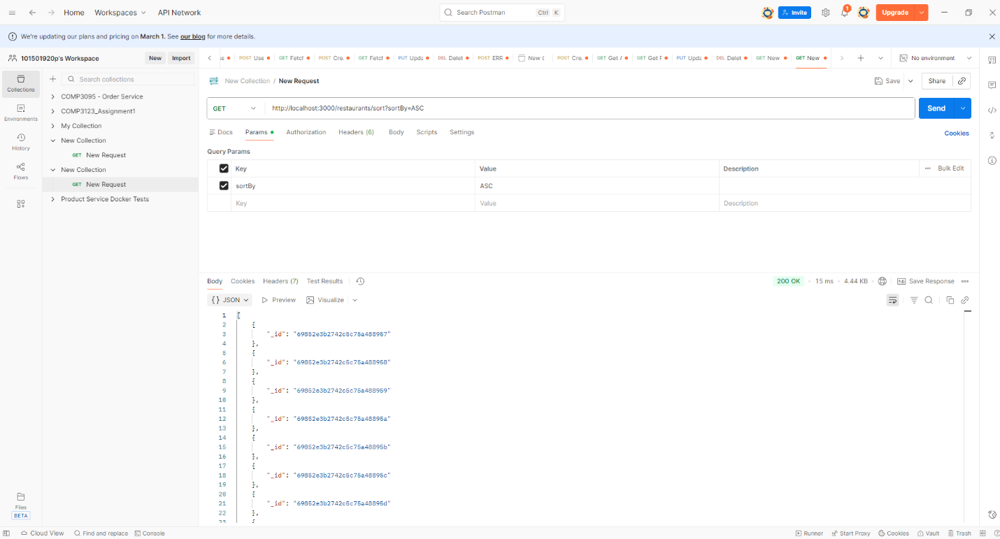 Home Workspaces API Network Search Postman Ctrl K Invite 1 Upgrade
We're updating our plans and pricing on March 1. See our blog for more details.
101501920p's Workspace New Import
se POST Use GET Fetch POST Cre GET Fetch PUT Upda DEL Delet POST ERR New C POST Cre. GET Get A GET Get F PUT Upda DEL Delet GET New GET New No environment
Collections
Environments
History
Flows
Search collections
COMP3095 - Order Service
COMP3123_Assignment1
My Collection
New Collection
GET New Request
New Collection
GET New Request
Product Service Docker Tests
Files
BETA
HTTP New Collection / New Request Save Share
GET http://localhost:3000/restaurants/sort?sortBy=ASC Send
Docs Params Authorization Headers (6) Body Scripts Settings Cookies
Query Params
Key Value Description Bulk Edit
sortBy ASC
Key Value Description
Body Cookies Headers (7) Test Results 200 OK 15 ms 4.44 KB Save Response
{} JSON Preview Visualize
1 [
2 {
3 "_id": "69852e3b2742c5c75a488957"
4 },
5 {
6 "_id": "69852e3b2742c5c75a488958"
7 },
8 {
9 "_id": "69852e3b2742c5c75a488959"
10 },
11 {
12 "_id": "69852e3b2742c5c75a48895a"
13 },
14 {
15 "_id": "69852e3b2742c5c75a48895b"
16 },
17 {
18 "_id": "69852e3b2742c5c75a48895c"
19 },
20 {
21 "_id": "69852e3b2742c5c75a48895d"
22 },
23 {
Cloud View Find and replace Console Runner Start Proxy Cookies Vault Trash